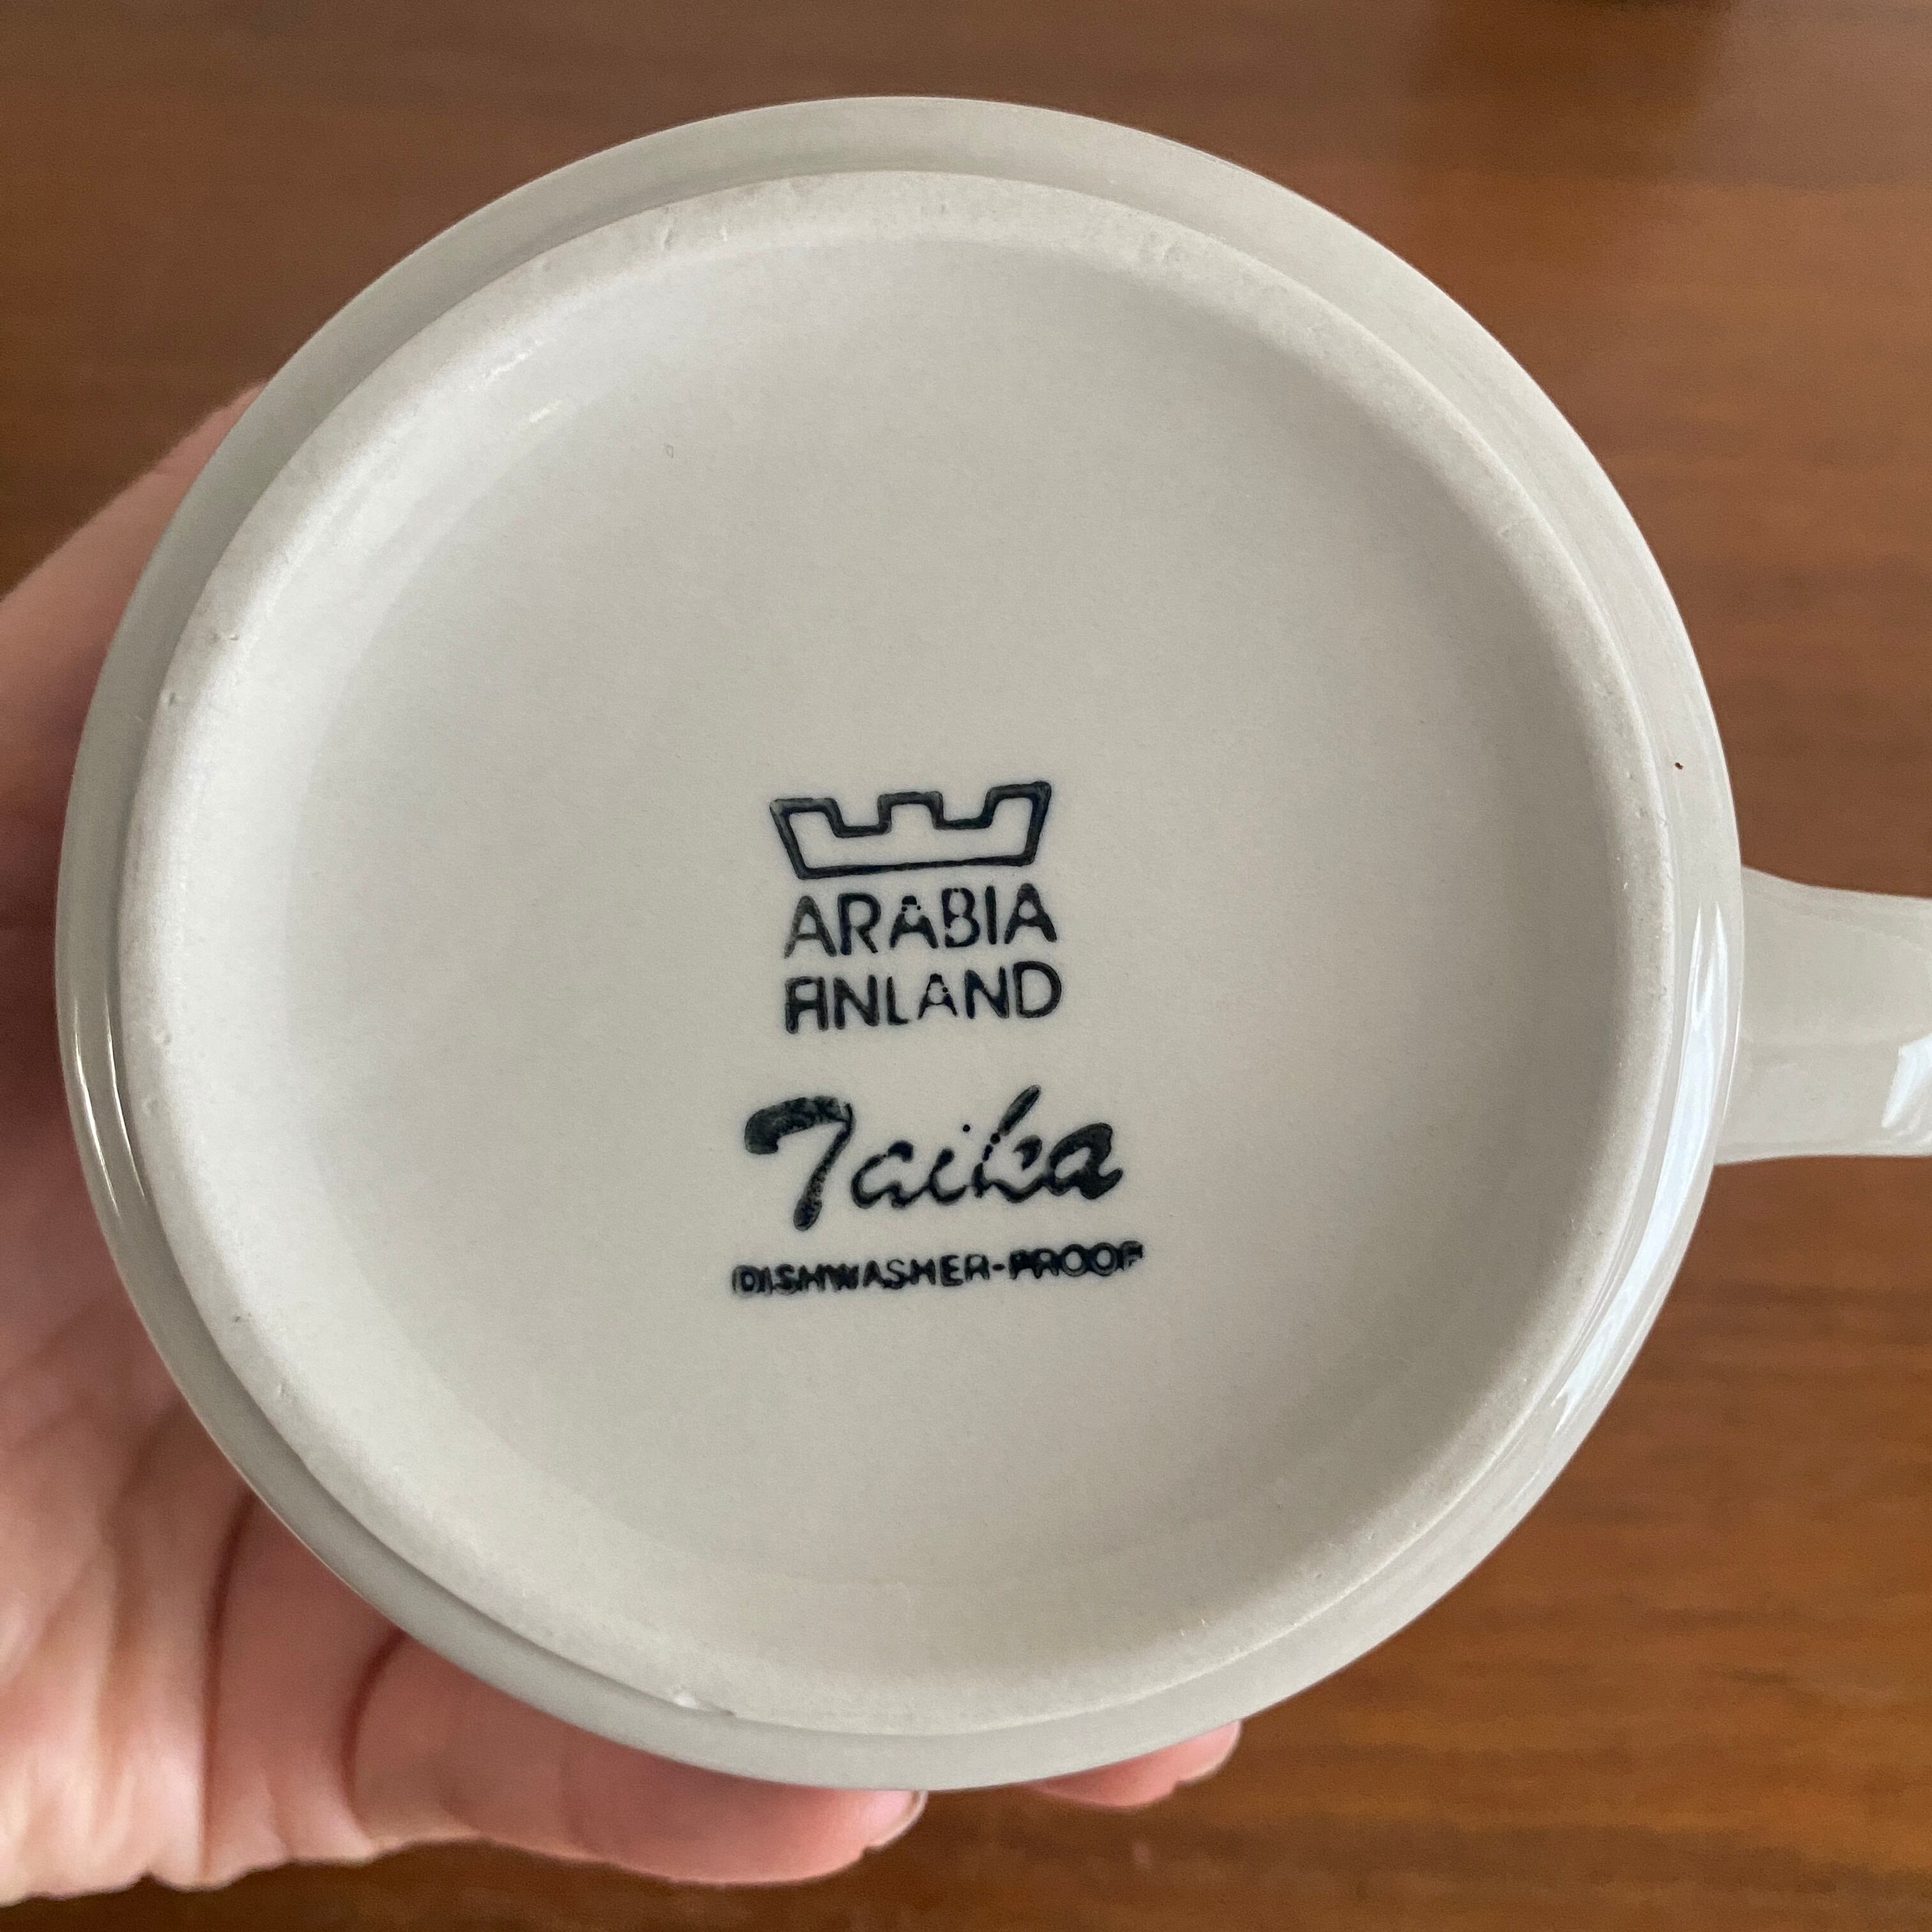 ARABIA
FINLAND
Taika
DISHWASHER-PROOF